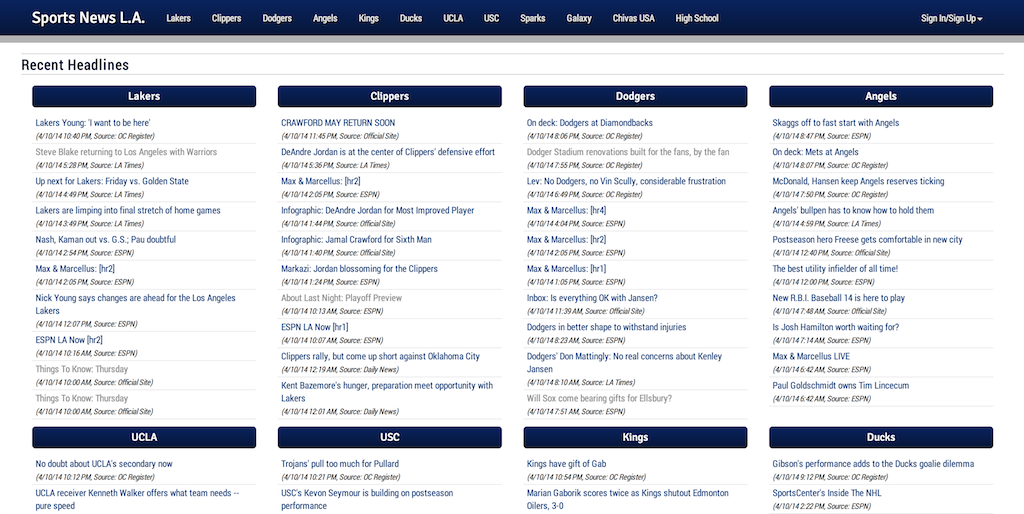 Sports News L.A. Lakers Clippers Dodgers Angels Kings Ducks UCLA USC Sparks Galaxy Chivas USA High School Sign In/Sign Up
Recent Headlines
Lakers
Lakers Young: 'I want to be here'
(4/10/14 10:40 PM, Source: OC Register)
Steve Blake returning to Los Angeles with Warriors
(4/10/14 5:28 PM, Source: LA Times)
Up next for Lakers: Friday vs. Golden State
(4/10/14 4:49 PM, Source: LA Times)
Lakers are limping into final stretch of home games
(4/10/14 3:49 PM, Source: LA Times)
Nash, Kaman out vs. G.S.; Pau doubtful
(4/10/14 2:54 PM, Source: ESPN)
Max & Marcellus: [hr2]
(4/10/14 2:05 PM, Source: ESPN)
Nick Young says changes are ahead for the Los Angeles
Lakers
(4/10/14 12:07 PM, Source: ESPN)
ESPN LA Now [hr2]
(4/10/14 10:16 AM, Source: ESPN)
Things To Know: Thursday
(4/10/14 10:00 AM, Source: Official Site)
Things To Know: Thursday
(4/10/14 10:00 AM, Source: Official Site)
Clippers
CRAWFORD MAY RETURN SOON
(4/10/14 11:45 PM, Source: Official Site)
DeAndre Jordan is at the center of Clippers' defensive effort
(4/10/14 5:36 PM, Source: LA Times)
Max & Marcellus: [hr2]
(4/10/14 2:05 PM, Source: ESPN)
Infographic: DeAndre Jordan for Most Improved Player
(4/10/14 1:44 PM, Source: Official Site)
Infographic: Jamal Crawford for Sixth Man
(4/10/14 1:40 PM, Source: Official Site)
Markazi: Jordan blossoming for the Clippers
(4/10/14 1:24 PM, Source: ESPN)
About Last Night: Playoff Preview
(4/10/14 10:13 AM, Source: ESPN)
ESPN LA Now [hr1]
(4/10/14 10:07 AM, Source: ESPN)
Clippers rally, but come up short against Oklahoma City
(4/10/14 12:19 AM, Source: Daily News)
Kent Bazemore's hunger, preparation meet opportunity with
Lakers
(4/10/14 12:01 AM, Source: Daily News)
Dodgers
On deck: Dodgers at Diamondbacks
(4/10/14 8:06 PM, Source: OC Register)
Dodger Stadium renovations built for the fans, by the fan
(4/10/14 7:55 PM, Source: OC Register)
Lev: No Dodgers, no Vin Scully, considerable frustration
(4/10/14 6:49 PM, Source: OC Register)
Max & Marcellus: [hr4]
(4/10/14 4:04 PM, Source: ESPN)
Max & Marcellus: [hr2]
(4/10/14 2:05 PM, Source: ESPN)
Max & Marcellus: [hr1]
(4/10/14 1:05 PM, Source: ESPN)
Inbox: Is everything OK with Jansen?
(4/10/14 11:39 AM, Source: Official Site)
Dodgers in better shape to withstand injuries
(4/10/14 8:23 AM, Source: ESPN)
Dodgers' Don Mattingly: No real concerns about Kenley
Jansen
(4/10/14 8:10 AM, Source: LA Times)
Will Sox come bearing gifts for Ellsbury?
(4/10/14 7:51 AM, Source: ESPN)
Angels
Skaggs off to fast start with Angels
(4/10/14 8:47 PM, Source: ESPN)
On deck: Mets at Angels
(4/10/14 8:07 PM, Source: OC Register)
McDonald, Hansen keep Angels reserves ticking
(4/10/14 7:50 PM, Source: OC Register)
Angels' bullpen has to know how to hold them
(4/10/14 4:59 PM, Source: LA Times)
Postseason hero Freese gets comfortable in new city
(4/10/14 12:40 PM, Source: Official Site)
The best utility infielder of all time!
(4/10/14 12:00 PM, Source: ESPN)
New R.B.I. Baseball 14 is here to play
(4/10/14 7:48 AM, Source: Official Site)
Is Josh Hamilton worth waiting for?
(4/10/14 7:14 AM, Source: ESPN)
Max & Marcellus LIVE
(4/10/14 6:42 AM, Source: ESPN)
Paul Goldschmidt owns Tim Lincecum
(4/10/14 6:42 AM, Source: ESPN)
UCLA
No doubt about UCLA's secondary now
(4/10/14 10:12 PM, Source: OC Register)
UCLA receiver Kenneth Walker offers what team needs --
pure speed
USC
Trojans' pull too much for Pullard
(4/10/14 10:21 PM, Source: OC Register)
USC's Kevon Seymour is building on postseason
performance
Kings
Kings have gift of Gab
(4/10/14 10:54 PM, Source: OC Register)
Marian Gaborik scores twice as Kings shutout Edmonton
Oilers, 3-0
Ducks
Gibson's performance adds to the Ducks goalie dilemma
(4/10/14 9:12 PM, Source: OC Register)
SportsCenter's Inside The NHL
(4/10/14 2:22 PM, Source: ESPN)